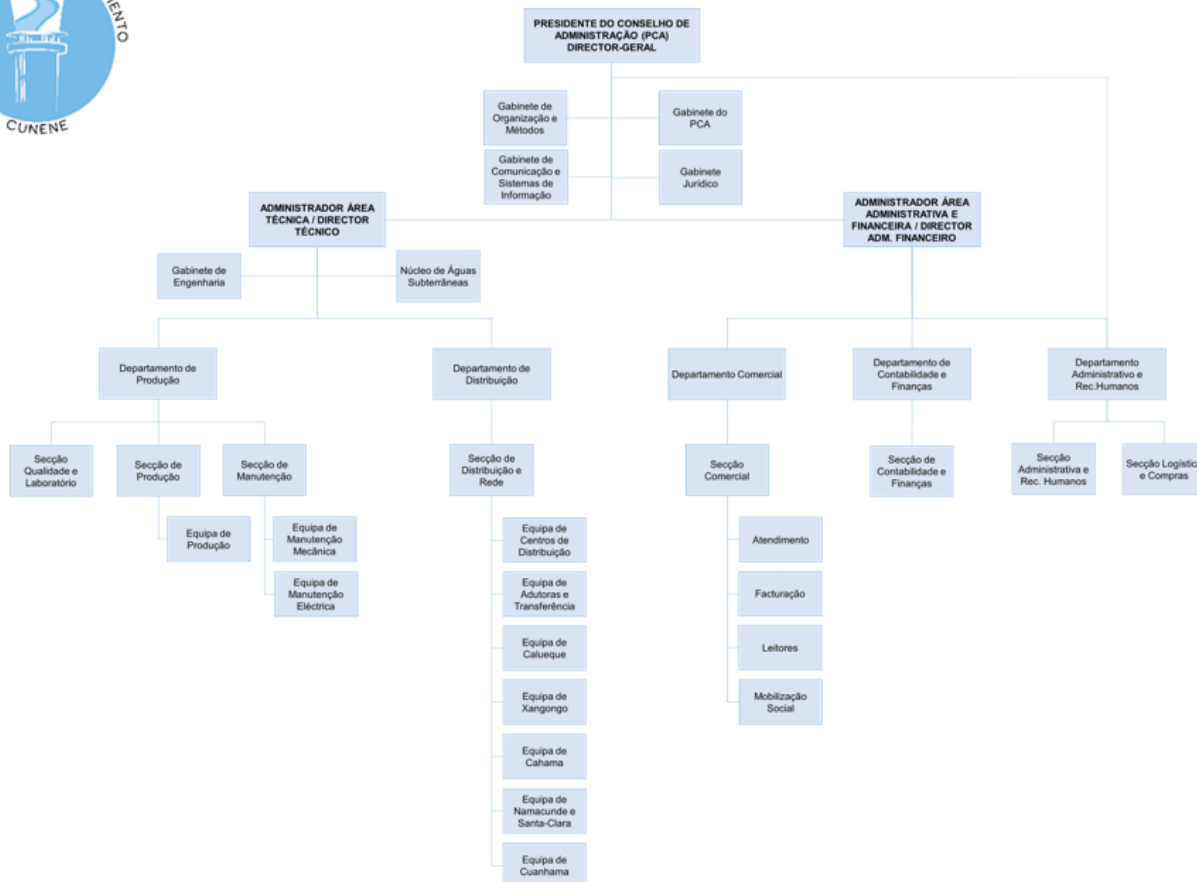 MENTO
CUNENE
PRESIDENTE DO CONSELHO DE
ADMINISTRAÇÃO (PCA)
DIRECTOR-GERAL
Gabinete de
Organização e
Métodos
Gabinete do
PCA
Gabinete de
Comunicação e
Sistemas de
Informação
Gabinete
Jurídico
ADMINISTRADOR ÁREA
TÉCNICA / DIRECTOR
TÉCNICO
ADMINISTRADOR ÁREA
ADMINISTRATIVA E
FINANCEIRA / DIRECTOR
ADM. FINANCEIRO
Gabinete de
Engenharia
Núcleo de Águas
Subterrâneas
Departamento de
Produção
Departamento de
Distribuição
Departamento Comercial
Departamento de
Contabilidade e
Finanças
Departamento
Administrativo e
Rec.Humanos
Secção
Qualidade e
Laboratório
Secção de
Produção
Secção de
Manutenção
Secção de
Distribuição e
Rede
Secção
Comercial
Secção de
Contabilidade e
Finanças
Secção
Administrativa e
Rec. Humanos
Secção Logística
e Compras
Equipa de
Produção
Equipa de
Manutenção
Mecânica
Equipa de
Manutenção
Eléctrica
Equipa de
Centros de
Distribuição
Equipa de
Adutoras e
Transferência
Equipa de
Calueque
Equipa de
Xangongo
Equipa de
Cahama
Equipa de
Namacunde e
Santa-Clara
Equipa de
Cuanhama
Atendimento
Facturação
Leitores
Mobilização
Social